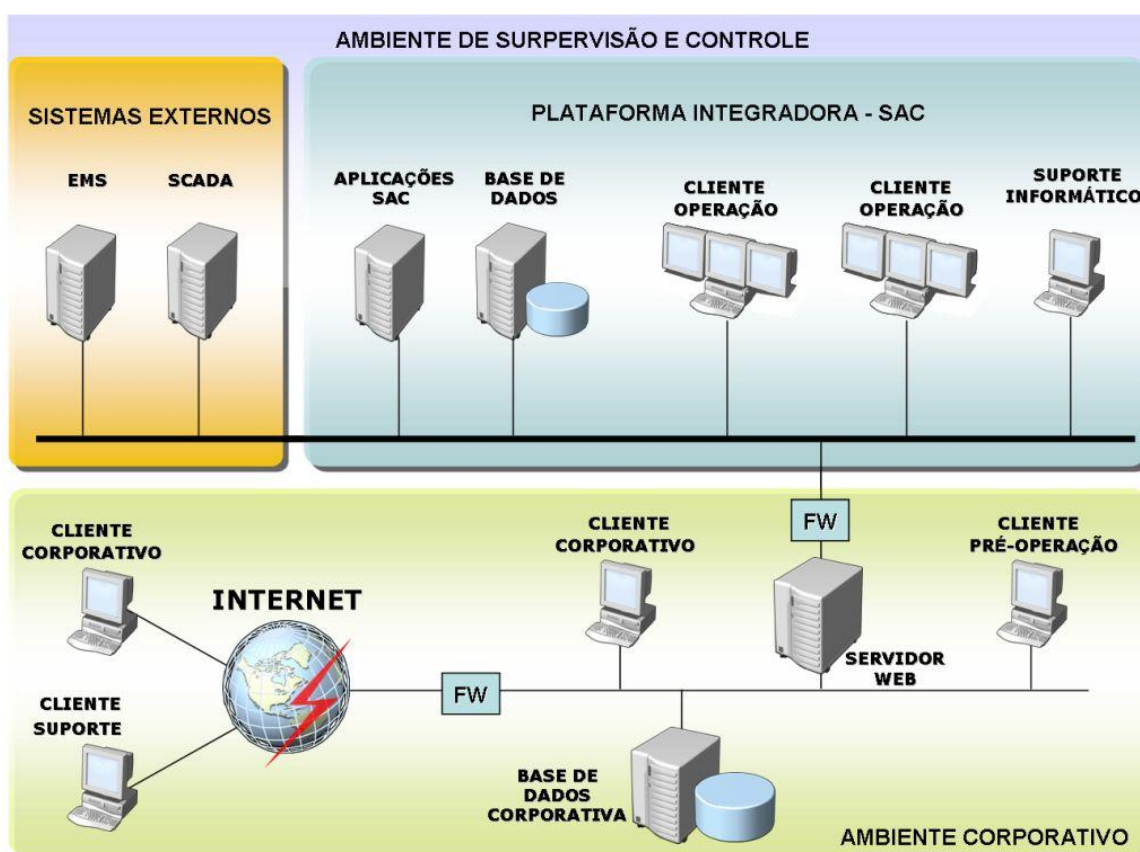 AMBIENTE DE SURPERVISÃO E CONTROLE
SISTEMAS EXTERNOS
EMS
SCADA
PLATAFORMA INTEGRADORA - SAC
APLICAÇÕES
SAC
BASE DE
DADOS
CLIENTE
OPERAÇÃO
CLIENTE
OPERAÇÃO
SUPORTE
INFORMÁTICO
CLIENTE
CORPORATIVO
INTERNET
CLIENTE
SUPORTE
FW
CLIENTE
CORPORATIVO
FW
SERVIDOR
WEB
CLIENTE
PRÉ-OPERAÇÃO
BASE DE
DADOS
CORPORATIVA
AMBIENTE CORPORATIVO